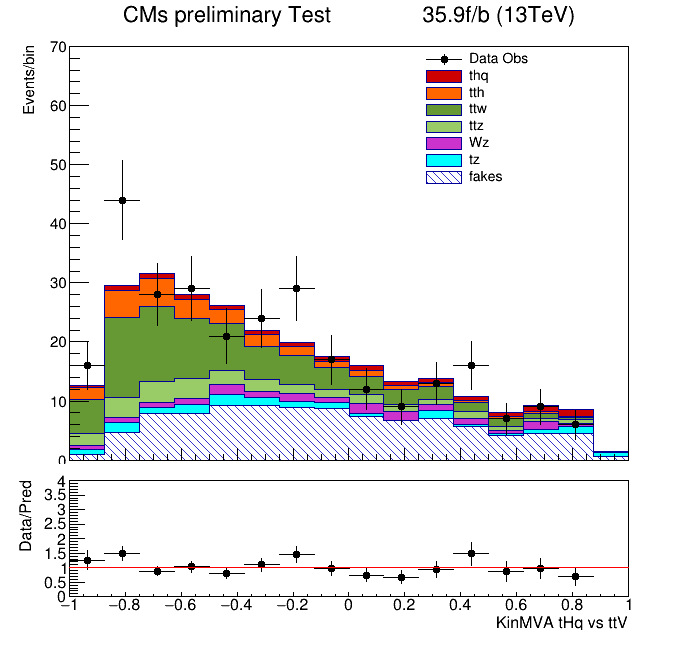 CMs preliminary Test 35.9f/b (13TeV)
Events/bin
70
60
50
40
30
20
10
0
Data Obs
thq
tth
ttw
ttz
Wz
tz
fakes
Data/Pred
4
3.5
3
2.5
2
1.5
1
0.5
0
−1 −0.8 −0.6 −0.4 −0.2 0 0.2 0.4 0.6 0.8 1
KinMVA tHq vs ttV